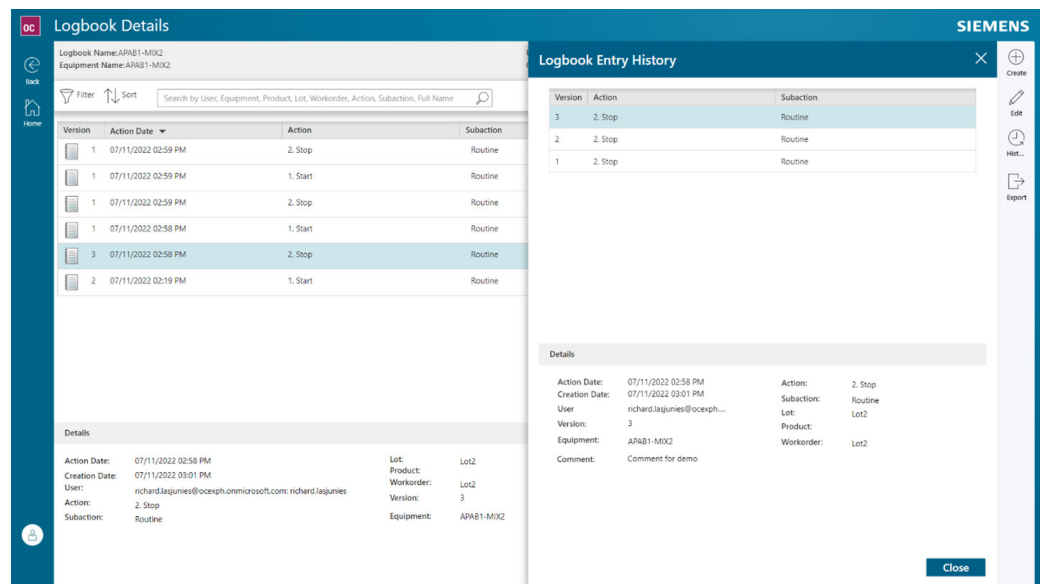 OC Logbook Details SIEMENS
Back
Home
Logbook Name:APAB1-MIX2
Equipment Name:APAB1-MIX2
Filter Sort Search by User, Equipment, Product, Lot, Workorder, Action, Subaction, Full Name
Version Action Date Action Subaction
1 07/11/2022 02:59 PM 2. Stop Routine
1 07/11/2022 02:59 PM 1. Start Routine
1 07/11/2022 02:59 PM 2. Stop Routine
1 07/11/2022 02:58 PM 1. Start Routine
3 07/11/2022 02:58 PM 2. Stop Routine
2 07/11/2022 02:19 PM 1. Start Routine
Details
Action Date: 07/11/2022 02:58 PM Lot: Lot2
Creation Date: 07/11/2022 03:01 PM Product:
User: richard.lasjunies@ocexph.onmicrosoft.com: richard.lasjunies Workorder: Lot2
Action: 2. Stop Version: 3
Subaction: Routine Equipment: APAB1-MIX2
Logbook Entry History
Version Action Subaction
3 2. Stop Routine
2 2. Stop Routine
1 2. Stop Routine
Details
Action Date: 07/11/2022 02:58 PM Action: 2. Stop
Creation Date: 07/11/2022 03:01 PM Subaction: Routine
User richard.lasjunies@ocexph.... Lot: Lot2
Version: 3 Product:
Equipment: APAB1-MIX2 Workorder: Lot2
Comment: Comment for demo
Close
Create
Edit
Hist...
Export